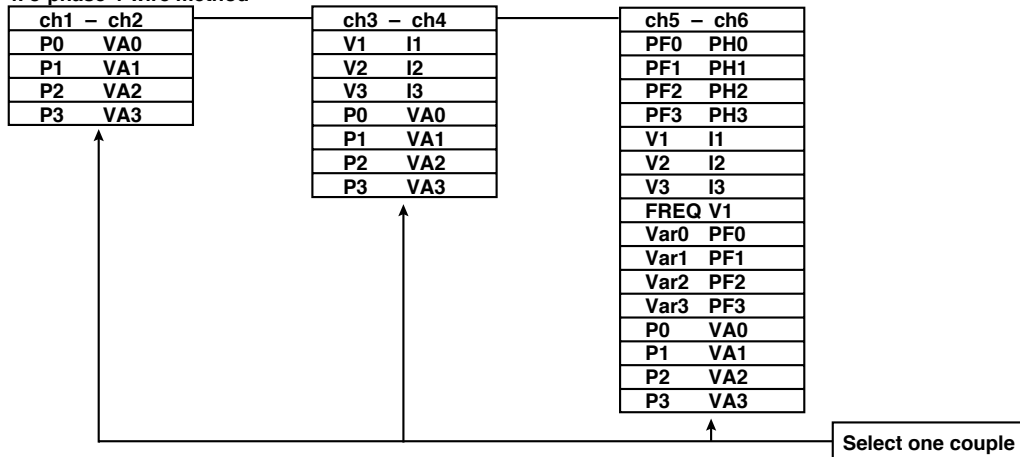 ch1 – ch2
P0 VA0
P1 VA1
P2 VA2
P3 VA3
ch3 – ch4
V1 I1
V2 I2
V3 I3
P0 VA0
P1 VA1
P2 VA2
P3 VA3
ch5 – ch6
PF0 PH0
PF1 PH1
PF2 PH2
PF3 PH3
V1 I1
V2 I2
V3 I3
FREQ V1
Var0 PF0
Var1 PF1
Var2 PF2
Var3 PF3
P0 VA0
P1 VA1
P2 VA2
P3 VA3
Select one couple